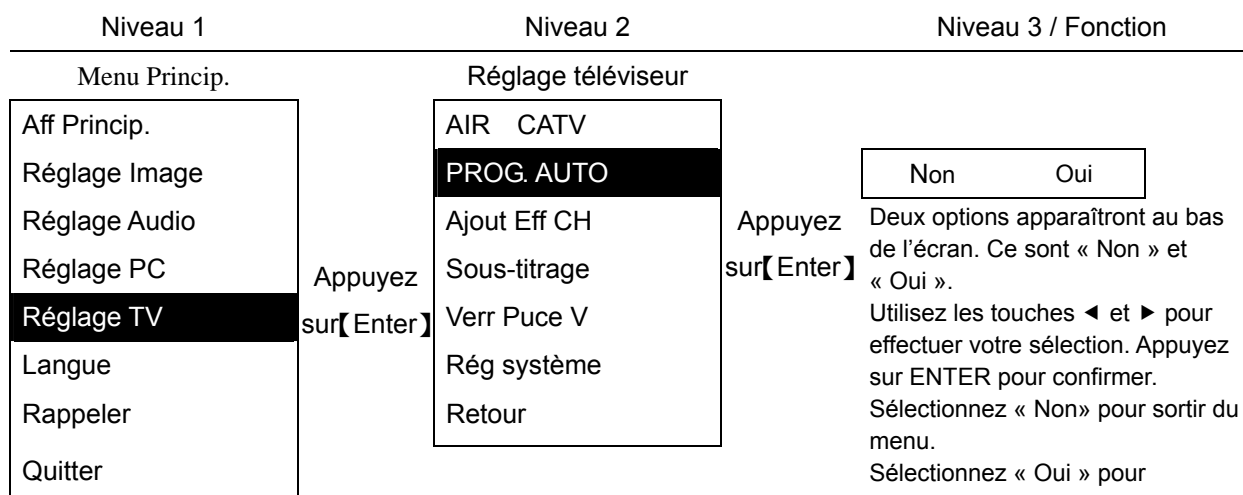 Niveau 1 Niveau 2 Niveau 3 / Fonction
Menu Princip.
Aff Princip.
Réglage Image
Réglage Audio
Réglage PC
Réglage TV
Langue
Rappeler
Quitter
Appuyez
sur【Enter】
Réglage téléviseur
AIR CATV
PROG. AUTO
Ajout Eff CH
Sous-titrage
Verr Puce V
Rég système
Retour
Appuyez
sur【Enter】
Non Oui
Deux options apparaîtront au bas
de l'écran. Ce sont « Non » et
« Oui ».
Utilisez les touches ◄ et ► pour
effectuer votre sélection. Appuyez
sur ENTER pour confirmer.
Sélectionnez « Non» pour sortir du
menu.
Sélectionnez « Oui » pour